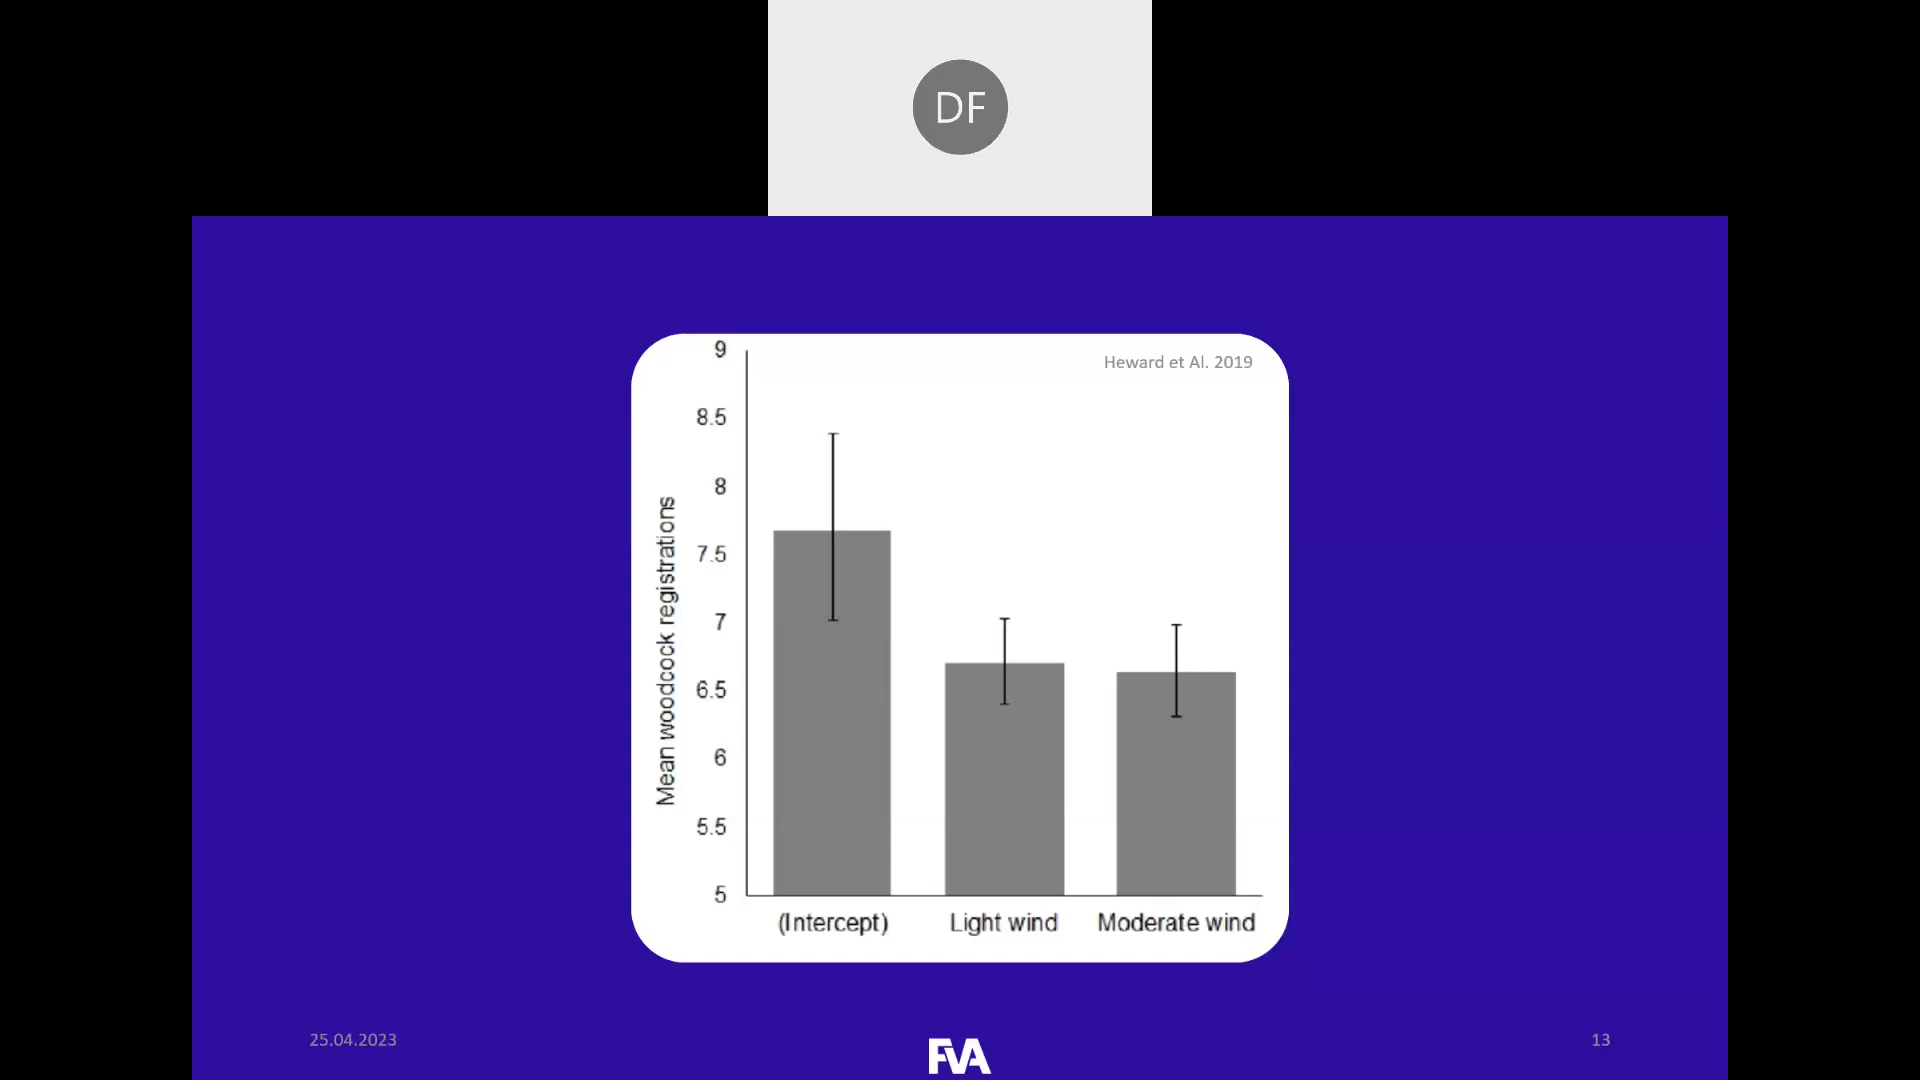 DF
Heward et Al. 2019
9
8.5
8
7.5
7
6.5
6
5.5
5
Mean woodcock registrations
(Intercept) Light wind Moderate wind
25.04.2023
FVA
13